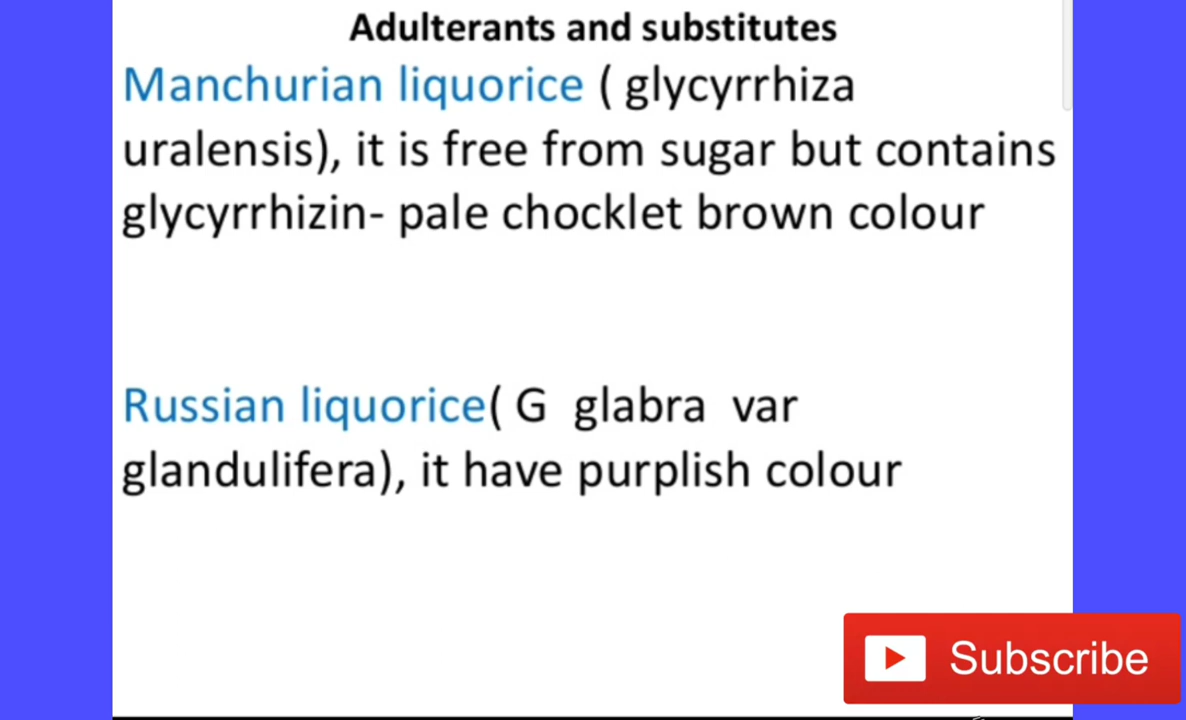 Adulterants and substitutes
Manchurian liquorice ( glycyrrhiza
uralensis), it is free from sugar but contains
glycyrrhizin- pale chocklet brown colour
Russian liquorice( G glabra var
glandulifera), it have purplish colour
Subscribe